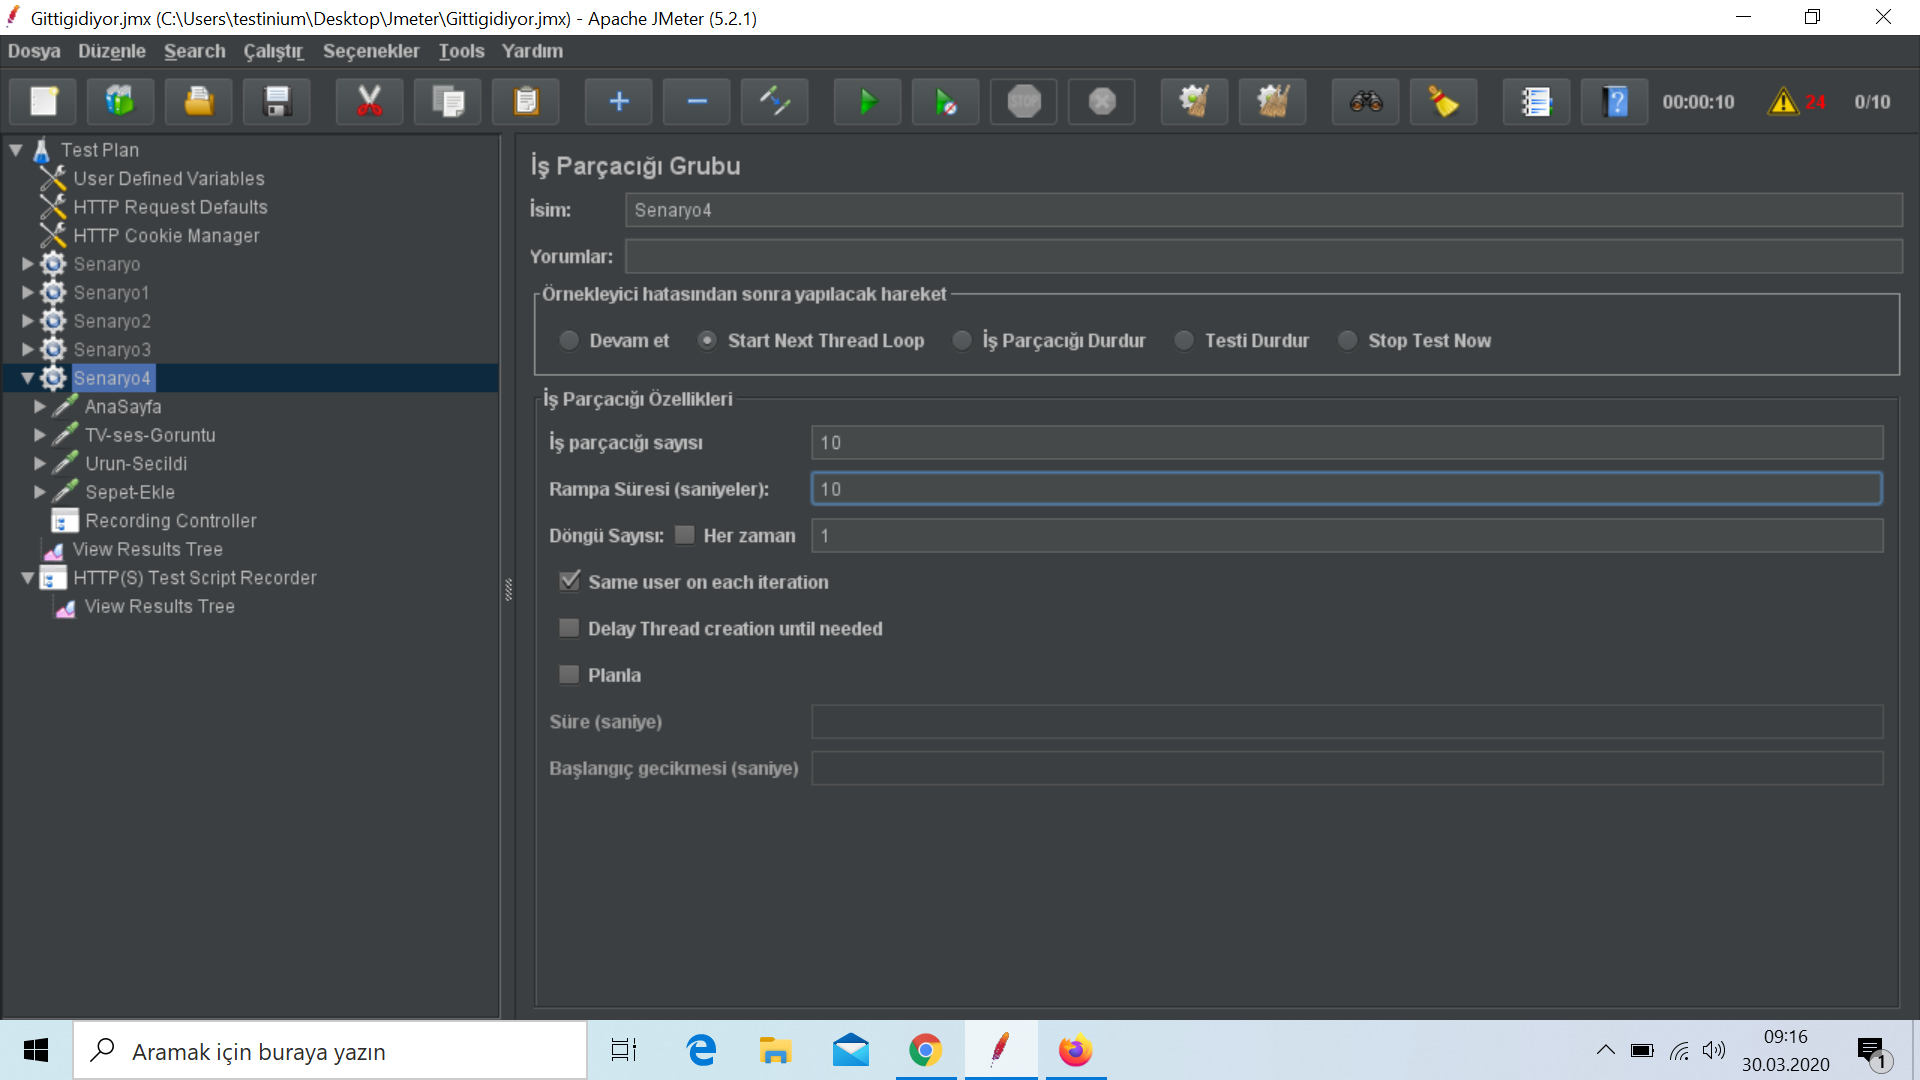 Gittigidiyor.jmx (C:\Users\testinium\Desktop\Jmeter\Gittigidiyor.jmx) - Apache JMeter (5.2.1)
Dosya Düzenle Search Çalıştır Seçenekler Tools Yardım
STOP 00:00:10 24 0/10
Test Plan
User Defined Variables
HTTP Request Defaults
HTTP Cookie Manager
Senaryo
Senaryo1
Senaryo2
Senaryo3
Senaryo4
AnaSayfa
TV-ses-Goruntu
Urun-Secildi
Sepet-Ekle
Recording Controller
View Results Tree
HTTP(S) Test Script Recorder
View Results Tree
İş Parçacığı Grubu
İsim: Senaryo4
Yorumlar:
Örnekleyici hatasından sonra yapılacak hareket
Devam et Start Next Thread Loop İş Parçacığı Durdur Testi Durdur Stop Test Now
İş Parçacığı Özellikleri
İş parçacığı sayısı 10
Rampa Süresi (saniyeler): 10
Döngü Sayısı: Her zaman 1
Same user on each iteration
Delay Thread creation until needed
Planla
Süre (saniye)
Başlangıç gecikmesi (saniye)
Aramak için buraya yazın
09:16
30.03.2020
1